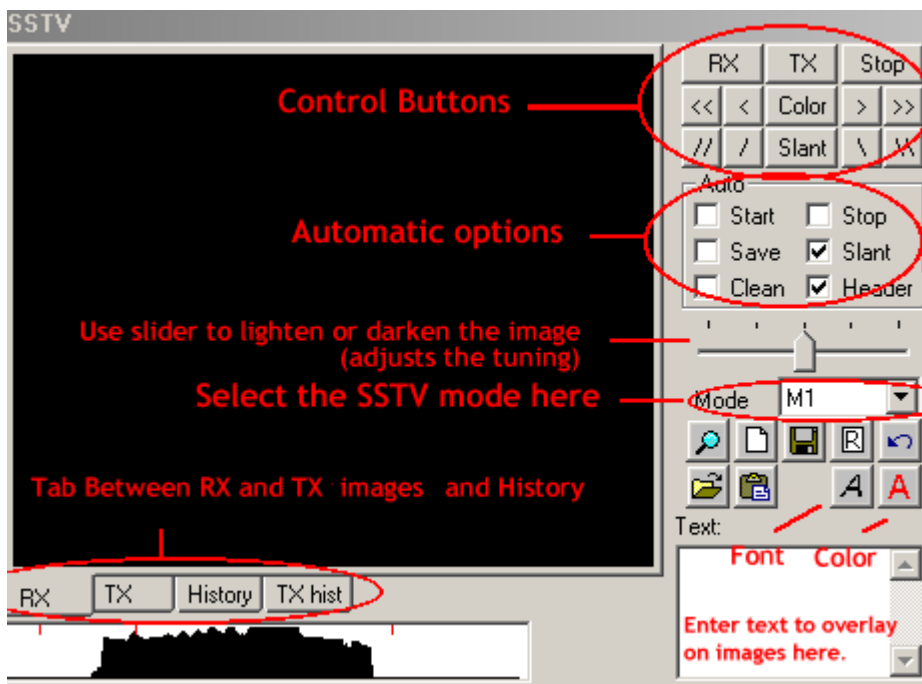 SSTV
RX TX Stop
Control Buttons
<< < Color > >>
// / Slant \ \\
Auto
Start Stop
Automatic options
Save Slant
Clean Header
Use slider to lighten or darken the image
(adjusts the tuning)
Select the SSTV mode here
Mode M1
R
Tab Between RX and TX images and History
A A
Text:
Font Color
RX TX History TX hist
Enter text to overlay
on images here.